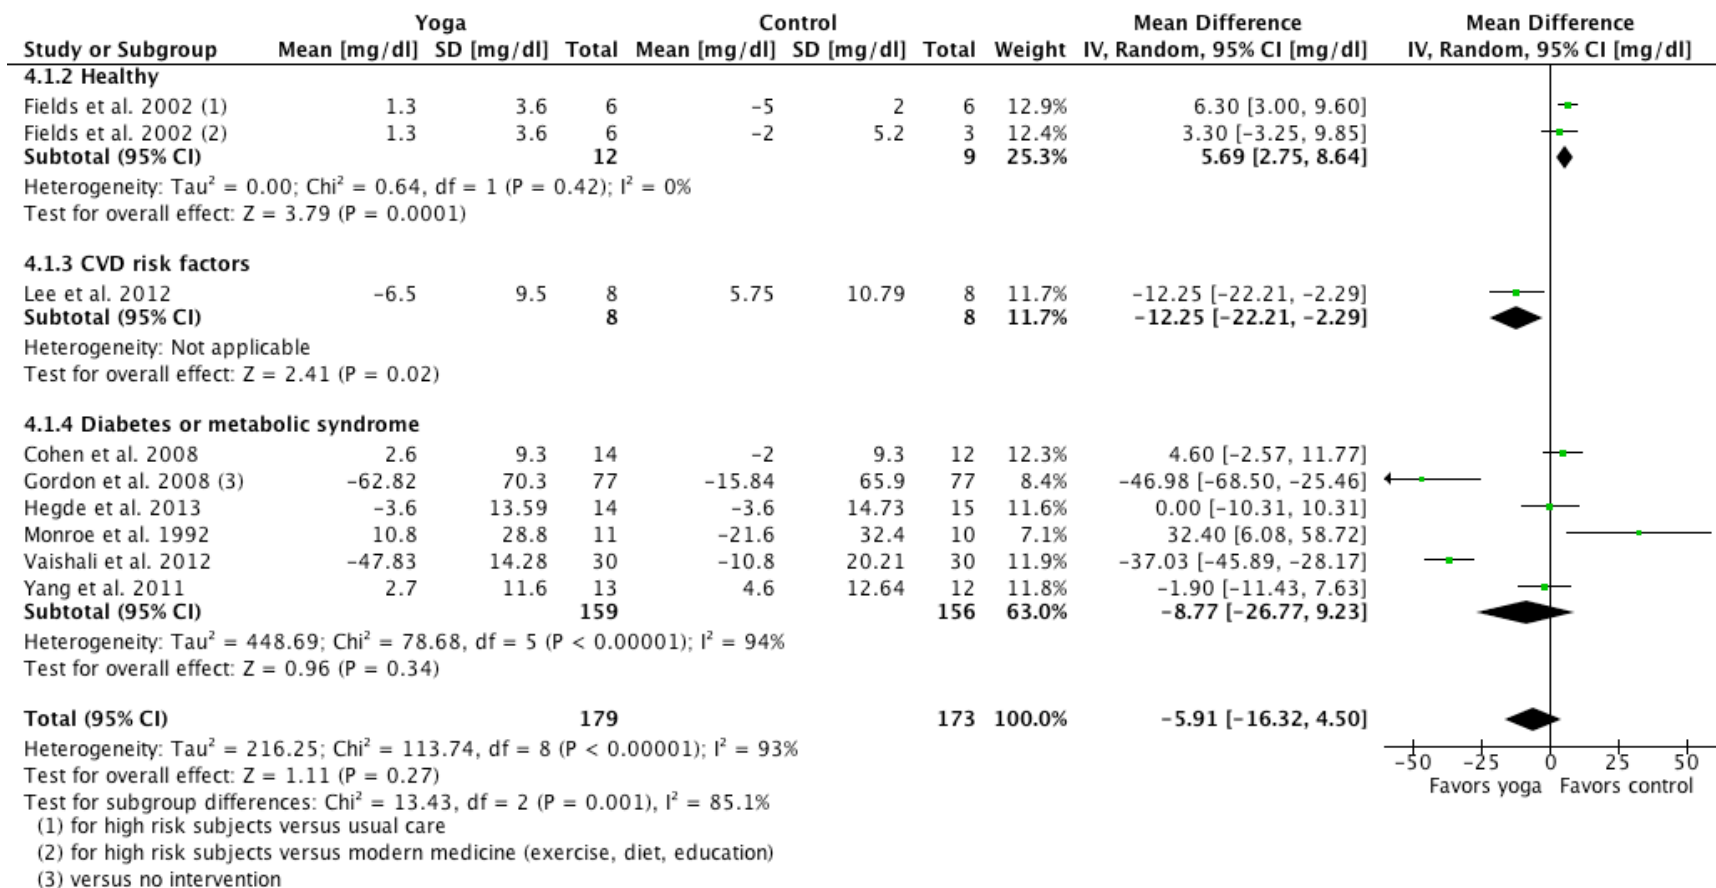 Yoga Control Mean Difference Mean Difference
Study or Subgroup Mean [mg/dl] SD [mg/dl] Total Mean [mg/dl] SD [mg/dl] Total Weight IV, Random, 95% CI [mg/dl] IV, Random, 95% CI [mg/dl]
4.1.2 Healthy
Fields et al. 2002 (1) 1.3 3.6 6 −5 2 6 12.9% 6.30 [3.00, 9.60]
Fields et al. 2002 (2) 1.3 3.6 6 −2 5.2 3 12.4% 3.30 [−3.25, 9.85]
Subtotal (95% CI) 12 9 25.3% 5.69 [2.75, 8.64]
Heterogeneity: Tau² = 0.00; Chi² = 0.64, df = 1 (P = 0.42); I² = 0%
Test for overall effect: Z = 3.79 (P = 0.0001)
4.1.3 CVD risk factors
Lee et al. 2012 −6.5 9.5 8 5.75 10.79 8 11.7% −12.25 [−22.21, −2.29]
Subtotal (95% CI) 8 8 11.7% −12.25 [−22.21, −2.29]
Heterogeneity: Not applicable
Test for overall effect: Z = 2.41 (P = 0.02)
4.1.4 Diabetes or metabolic syndrome
Cohen et al. 2008 2.6 9.3 14 −2 9.3 12 12.3% 4.60 [−2.57, 11.77]
Gordon et al. 2008 (3) −62.82 70.3 77 −15.84 65.9 77 8.4% −46.98 [−68.50, −25.46]
Hegde et al. 2013 −3.6 13.59 14 −3.6 14.73 15 11.6% 0.00 [−10.31, 10.31]
Monroe et al. 1992 10.8 28.8 11 −21.6 32.4 10 7.1% 32.40 [6.08, 58.72]
Vaishali et al. 2012 −47.83 14.28 30 −10.8 20.21 30 11.9% −37.03 [−45.89, −28.17]
Yang et al. 2011 2.7 11.6 13 4.6 12.64 12 11.8% −1.90 [−11.43, 7.63]
Subtotal (95% CI) 159 156 63.0% −8.77 [−26.77, 9.23]
Heterogeneity: Tau² = 448.69; Chi² = 78.68, df = 5 (P < 0.00001); I² = 94%
Test for overall effect: Z = 0.96 (P = 0.34)
Total (95% CI) 179 173 100.0% −5.91 [−16.32, 4.50]
Heterogeneity: Tau² = 216.25; Chi² = 113.74, df = 8 (P < 0.00001); I² = 93%
−50 −25 0 25 50
Test for overall effect: Z = 1.11 (P = 0.27)
Favors yoga Favors control
Test for subgroup differences: Chi² = 13.43, df = 2 (P = 0.001), I² = 85.1%
(1) for high risk subjects versus usual care
(2) for high risk subjects versus modern medicine (exercise, diet, education)
(3) versus no intervention